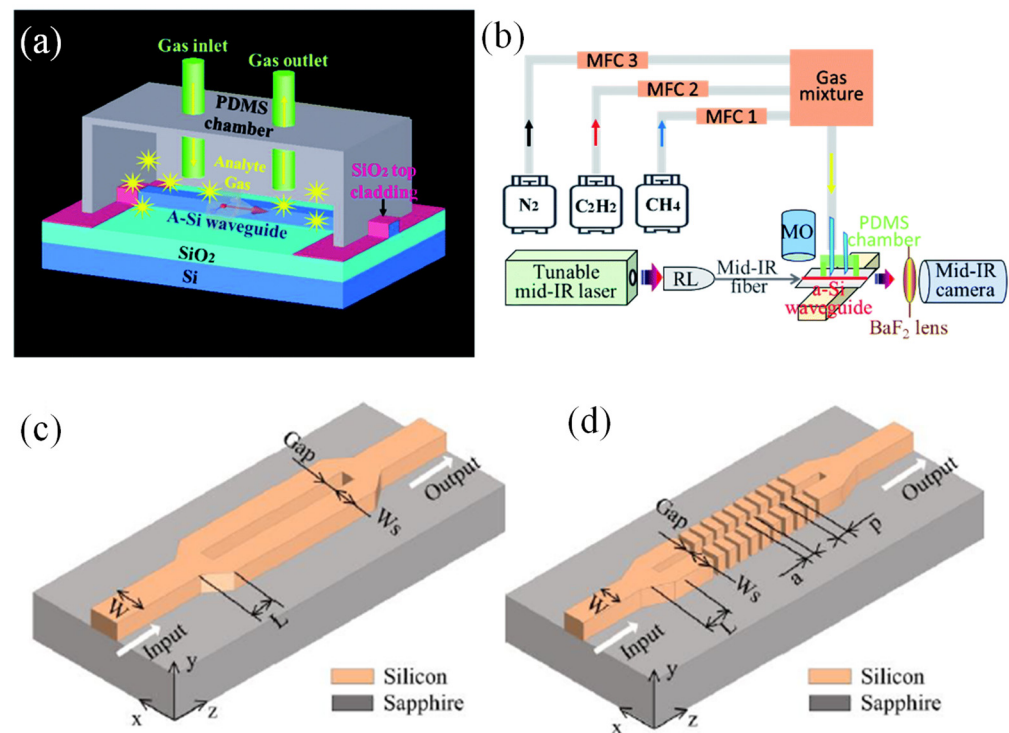 (a)
Gas inlet
Gas outlet
PDMS
chamber
Analyte
Gas
SiO2 top
cladding
A-Si waveguide
SiO2
Si
(b)
MFC 3
MFC 2
MFC 1
Gas
mixture
N2
C2H2
CH4
MO
PDMS
chamber
Tunable
mid-IR laser
RL
Mid-IR
fiber
a-Si
waveguide
Mid-IR
camera
BaF2 lens
(c)
Gap
Ws
Output
W
L
Input
y
x
z
Silicon
Sapphire
(d)
Gap
Ws
a
p
Output
W
L
Input
y
x
z
Silicon
Sapphire